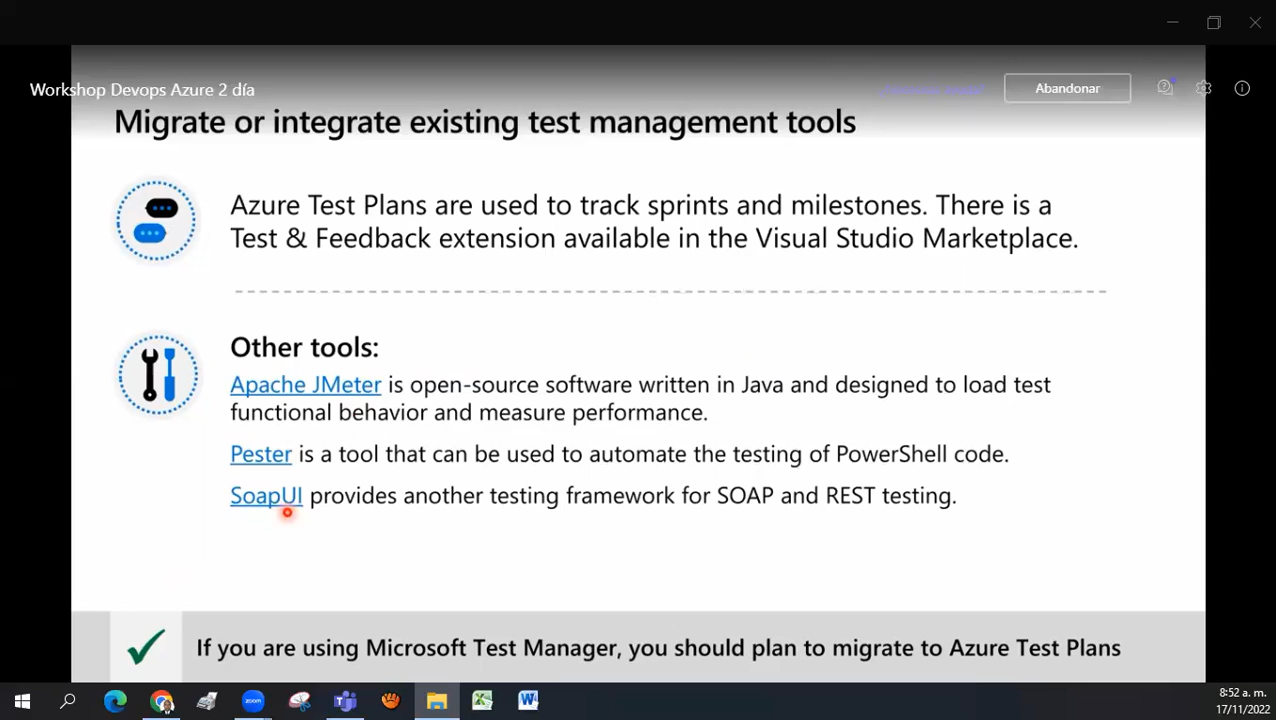 Workshop Devops Azure 2 día
Abandonar
Migrate or integrate existing test management tools
Azure Test Plans are used to track sprints and milestones. There is a
Test & Feedback extension available in the Visual Studio Marketplace.
Other tools:
Apache JMeter is open-source software written in Java and designed to load test
functional behavior and measure performance.
Pester is a tool that can be used to automate the testing of PowerShell code.
SoapUI provides another testing framework for SOAP and REST testing.
If you are using Microsoft Test Manager, you should plan to migrate to Azure Test Plans
zoom
8:52 a. m.
17/11/2022